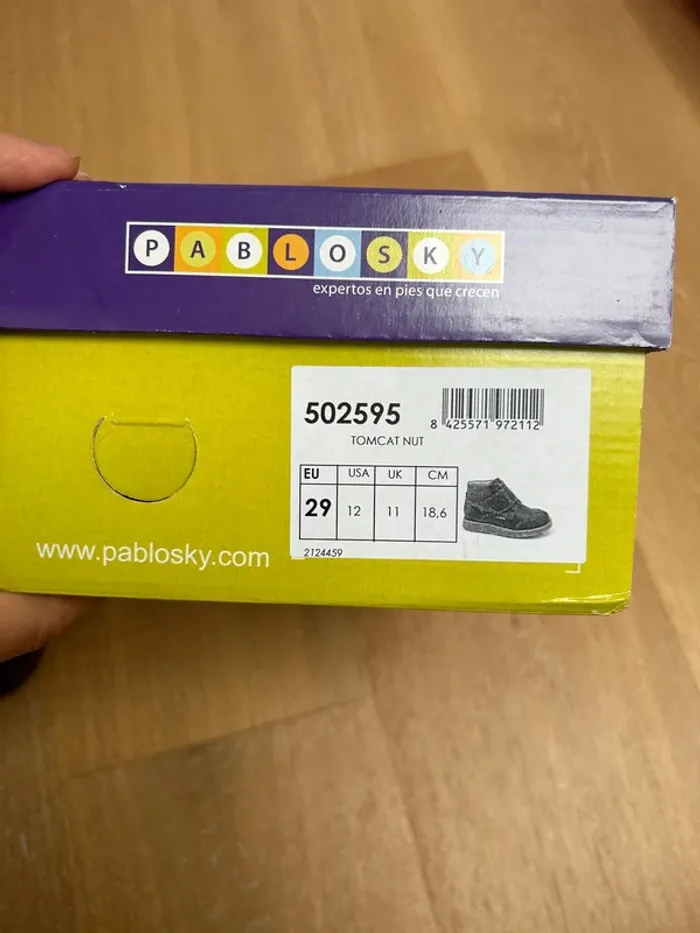 PABLOSKY
expertos en pies que crecen
502595
TOMCAT NUT
8 425571 972112
EU USA UK CM
29 12 11 18,6
2124459
www.pablosky.com